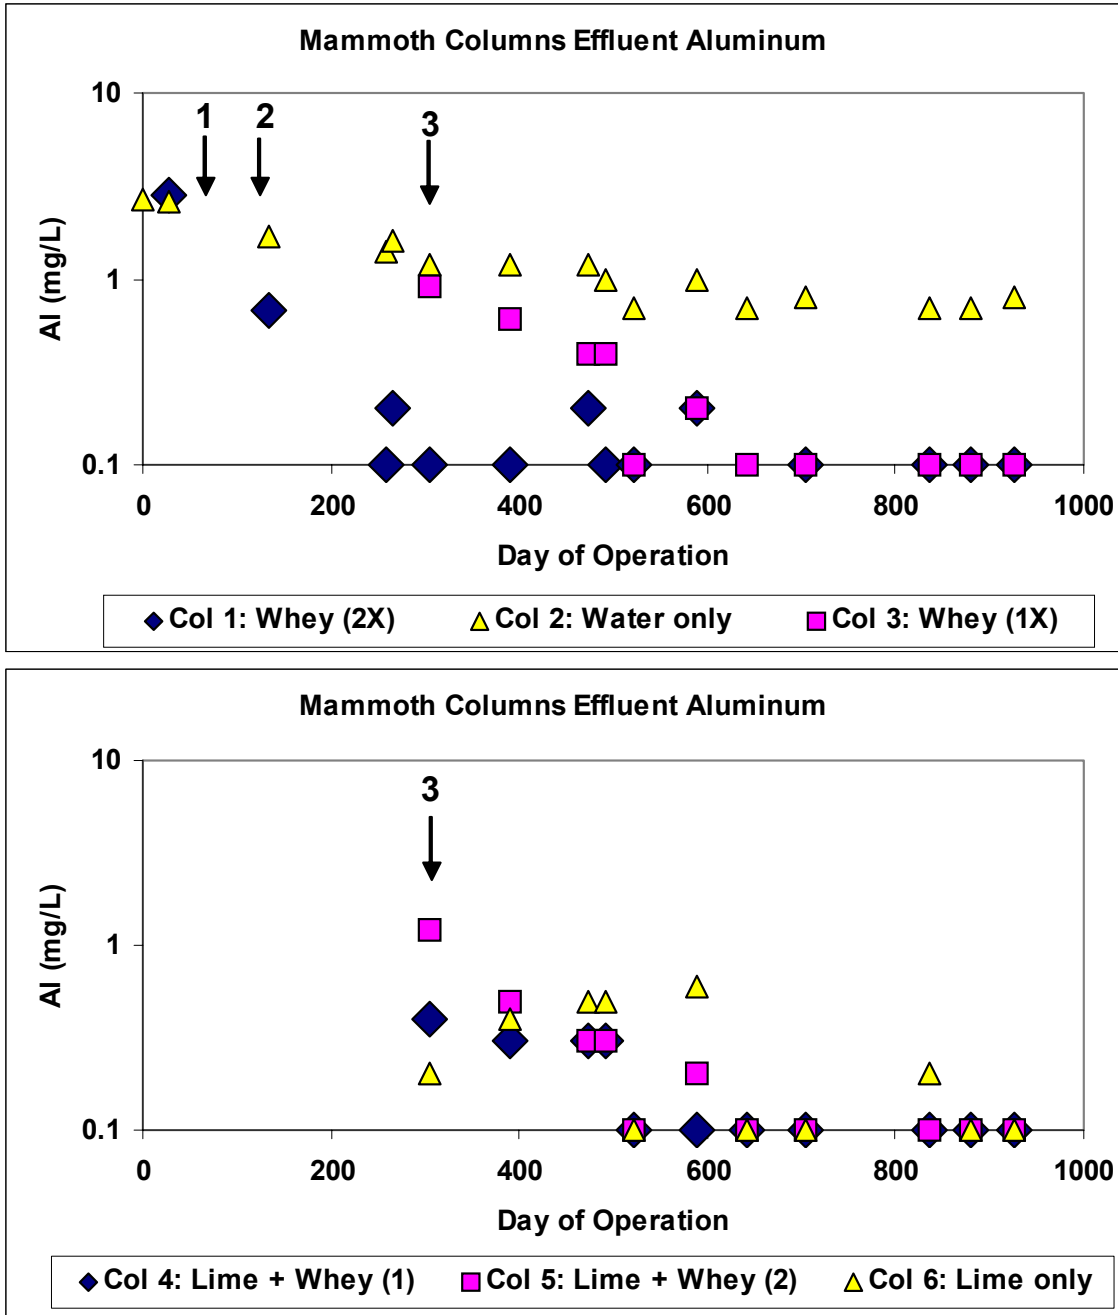 Mammoth Columns Effluent Aluminum
10
1 2 3
1
0.1
Al (mg/L)
0 200 400 600 800 1000
Day of Operation
Col 1: Whey (2X) Col 2: Water only Col 3: Whey (1X)
Mammoth Columns Effluent Aluminum
10
3
1
0.1
Al (mg/L)
0 200 400 600 800 1000
Day of Operation
Col 4: Lime + Whey (1) Col 5: Lime + Whey (2) Col 6: Lime only